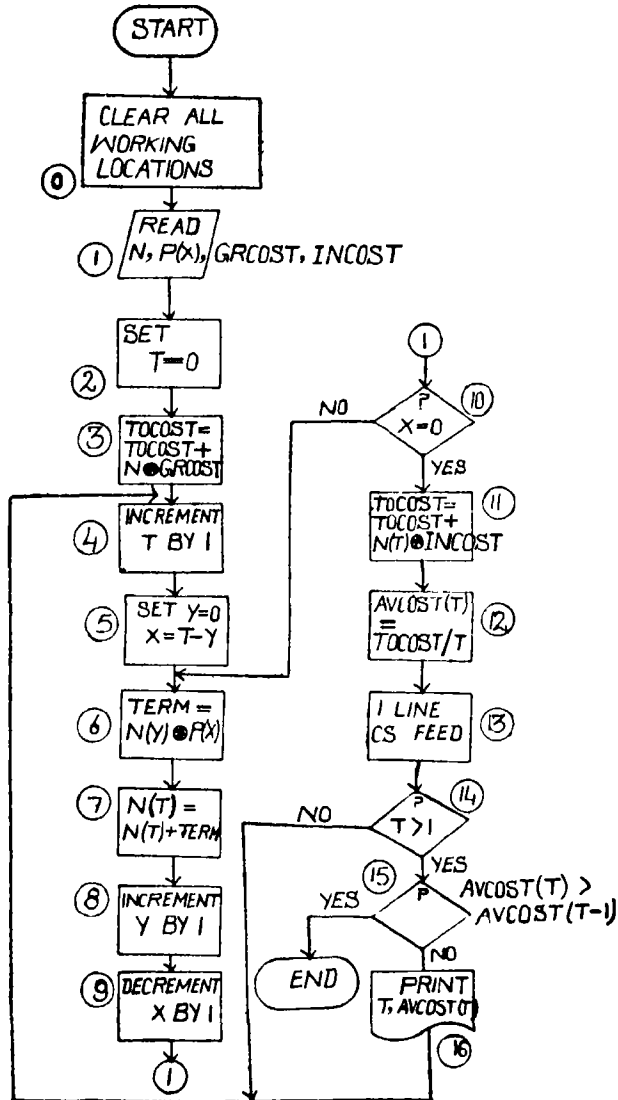 START
CLEAR ALL
WORKING
LOCATIONS
0
READ
N, P(X), GRCOST, INCOST
1
SET
T=0
2
TOCOST=
TOCOST+
N⊛GRCOST
3
INCREMENT
T BY 1
4
SET Y=0
X=T-Y
5
TERM=
N(Y)⊛P(X)
6
N(T)=
N(T)+TERM
7
INCREMENT
Y BY 1
8
DECREMENT
X BY 1
9
1
1
?
X=0
10
NO
YES
TOCOST=
TOCOST+
N(T)⊛INCOST
11
AVCOST(T)
=
TOCOST/T
12
1 LINE
CS FEED
13
?
T>1
14
NO
YES
15
?
AVCOST(T) >
AVCOST(T-1)
YES
NO
END
PRINT
T, AVCOST(T)
16